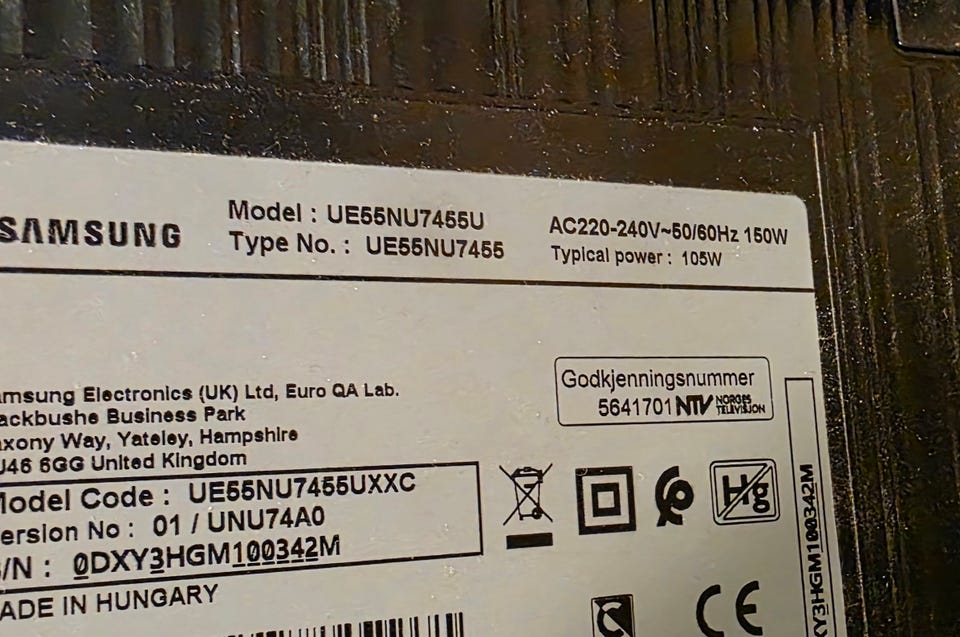 SAMSUNG
Model : UE55NU7455U
Type No. : UE55NU7455
AC220-240V~50/60Hz 150W
Typical power : 105W
amsung Electronics (UK) Ltd, Euro QA Lab.
ackbushe Business Park
axony Way, Yateley, Hampshire
U46 6GG United Kingdom
Godkjenningsnummer
5641701 NTV NORGES
TELEVISJON
Model Code : UE55NU7455UXXC
ersion No : 01 / UNU74A0
S/N : 0DXY3HGM100342M
MADE IN HUNGARY
Hg
CE
XY3HGM100342M